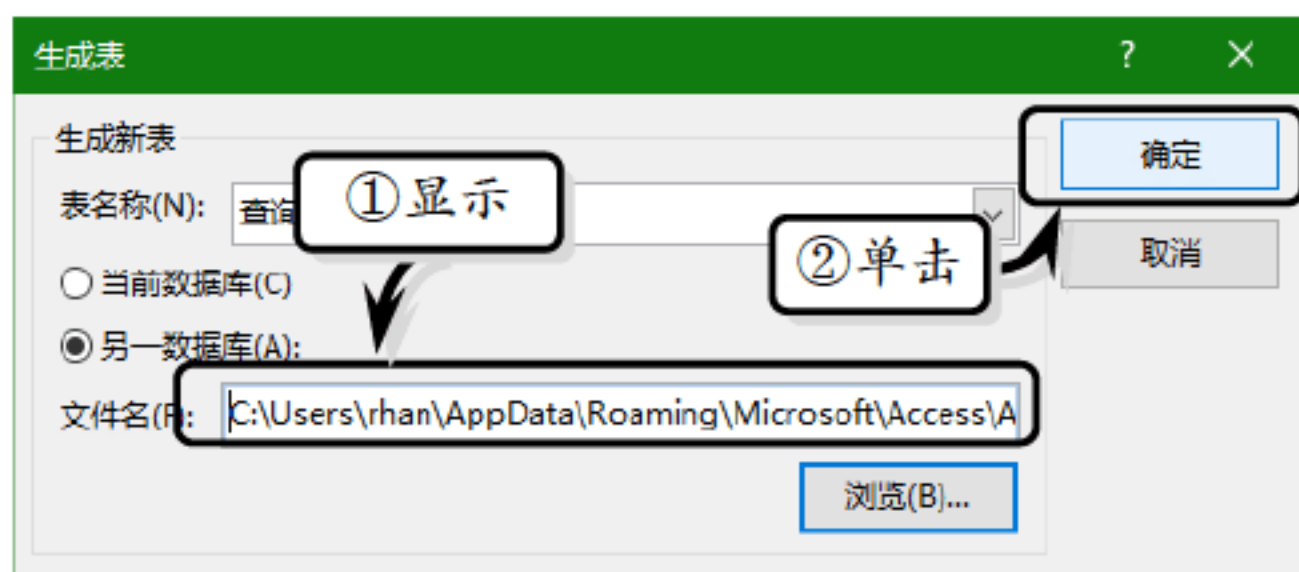 生成表
生成新表
确定
表名称(N): 查询
①显示
取消
②单击
当前数据库(C)
另一数据库(A):
文件名(F): C:\Users\rhan\AppData\Roaming\Microsoft\Access\A
浏览(B)...